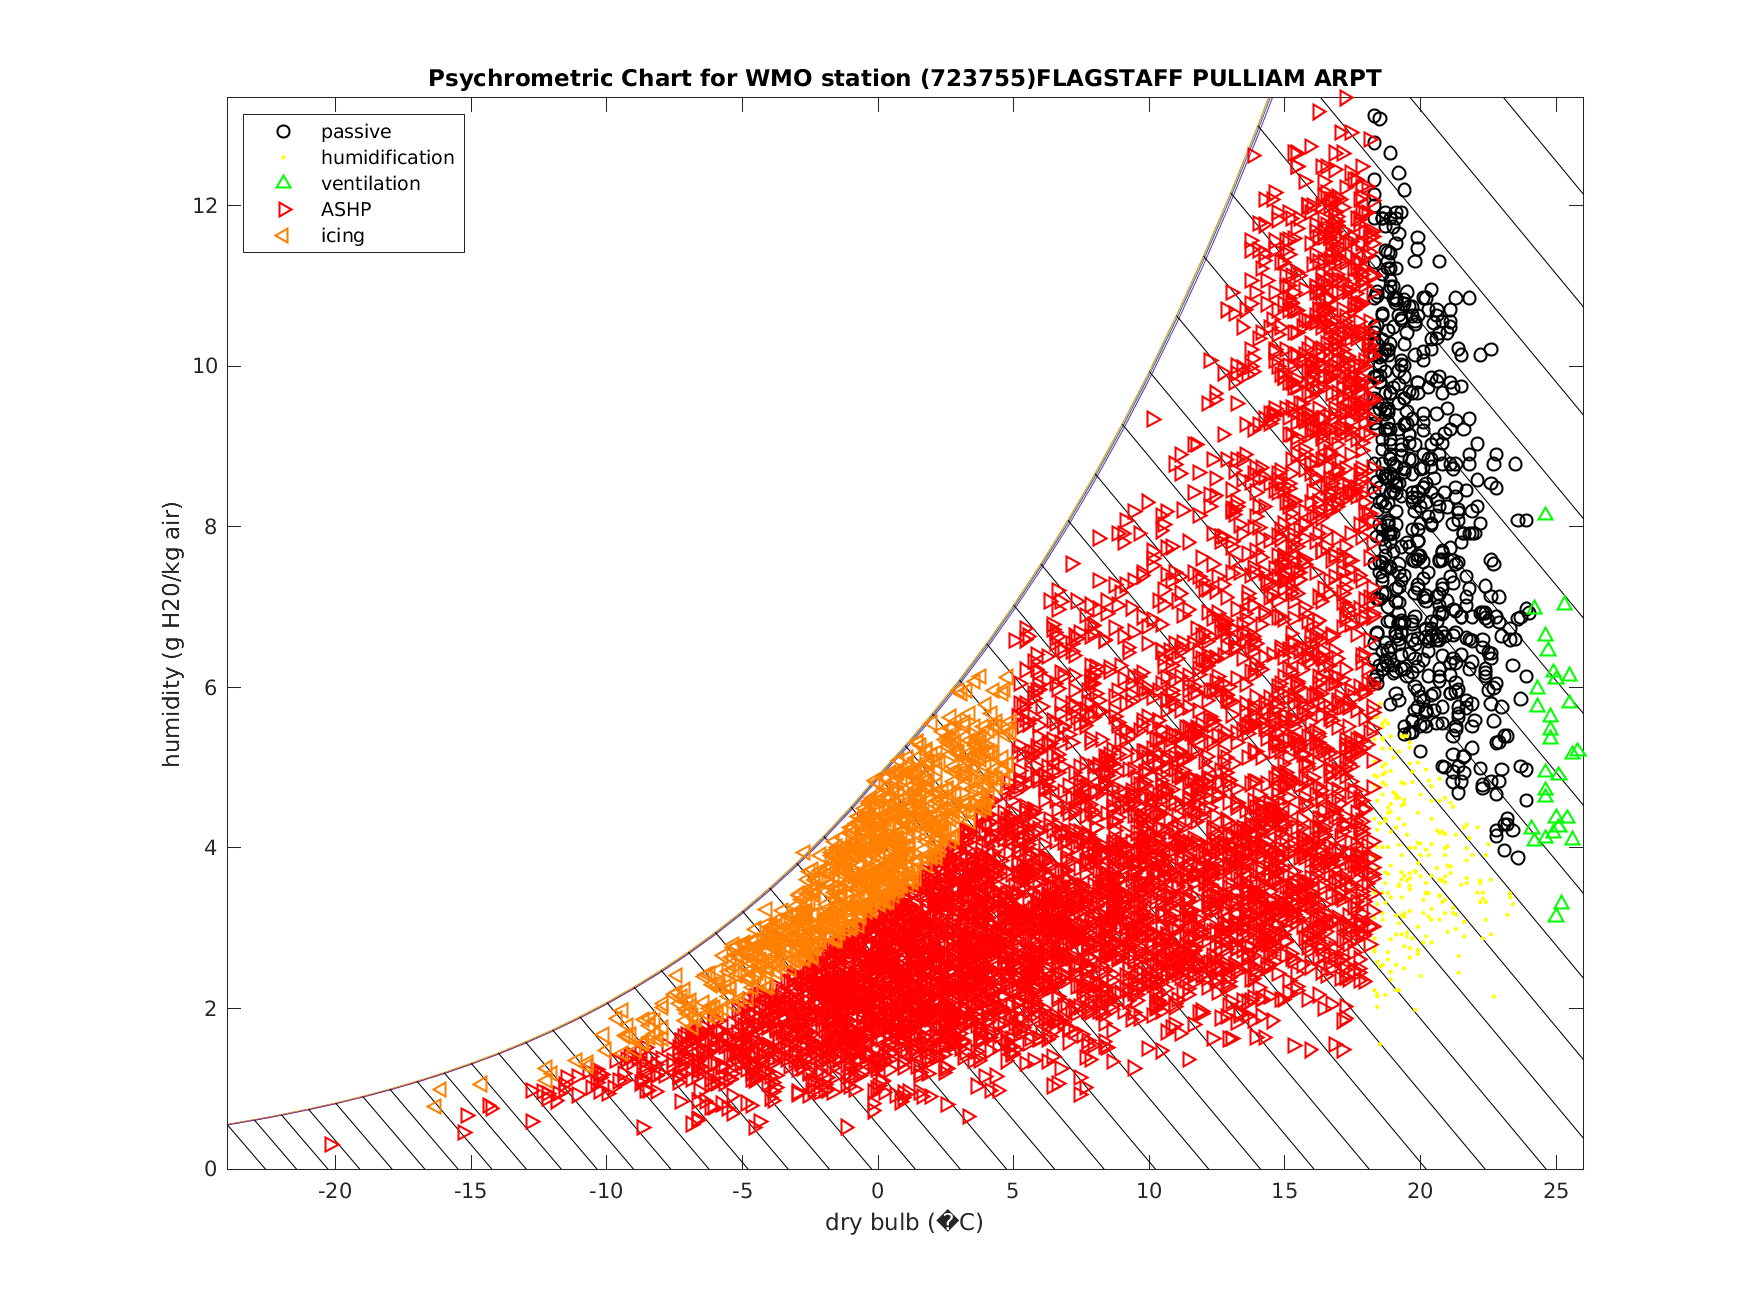 Psychrometric Chart for WMO station (723755)FLAGSTAFF PULLIAM ARPT
passive
humidification
ventilation
ASHP
icing
humidity (g H20/kg air)
12
10
8
6
4
2
0
-20 -15 -10 -5 0 5 10 15 20 25
dry bulb (�C)